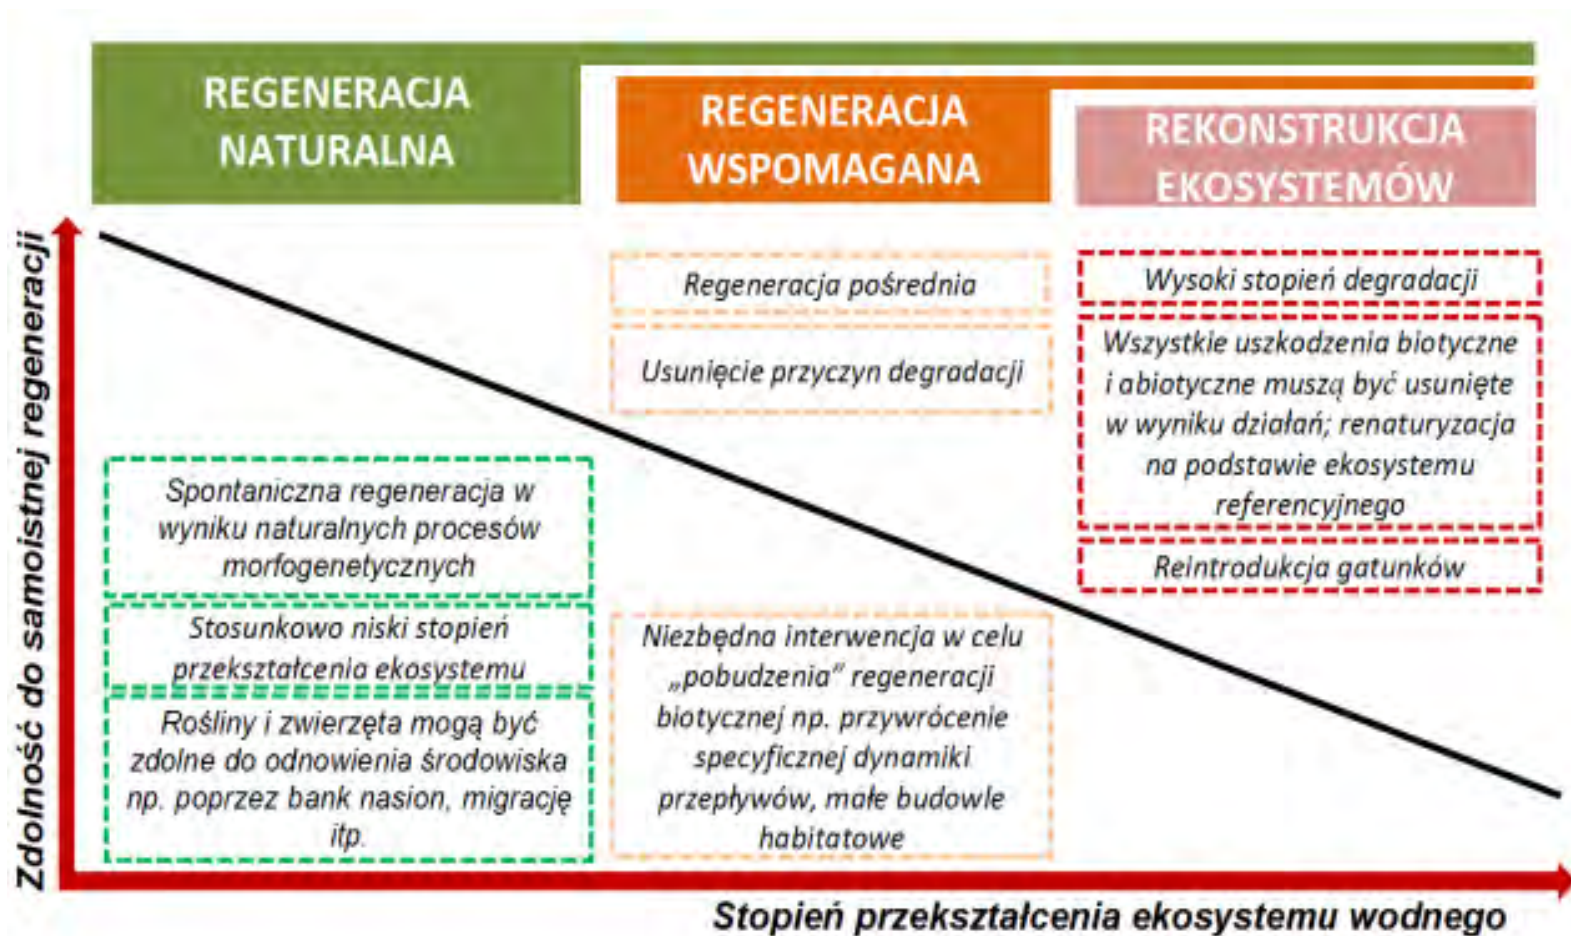 REGENERACJA
NATURALNA
REGENERACJA
WSPOMAGANA
REKONSTRUKCJA
EKOSYSTEMÓW
Zdolność do samoistnej regeneracji
Spontaniczna regeneracja w
wyniku naturalnych procesów
morfogenetycznych
Stosunkowo niski stopień
przekształcenia ekosystemu
Rośliny i zwierzęta mogą być
zdolne do odnowienia środowiska
np. poprzez bank nasion, migrację
itp.
Regeneracja pośrednia
Usunięcie przyczyn degradacji
Niezbędna interwencja w celu
„pobudzenia” regeneracji
biotycznej np. przywrócenie
specyficznej dynamiki
przepływów, małe budowle
habitatowe
Wysoki stopień degradacji
Wszystkie uszkodzenia biotyczne
i abiotyczne muszą być usunięte
w wyniku działań; renaturyzacja
na podstawie ekosystemu
referencyjnego
Reintrodukcja gatunków
Stopień przekształcenia ekosystemu wodnego